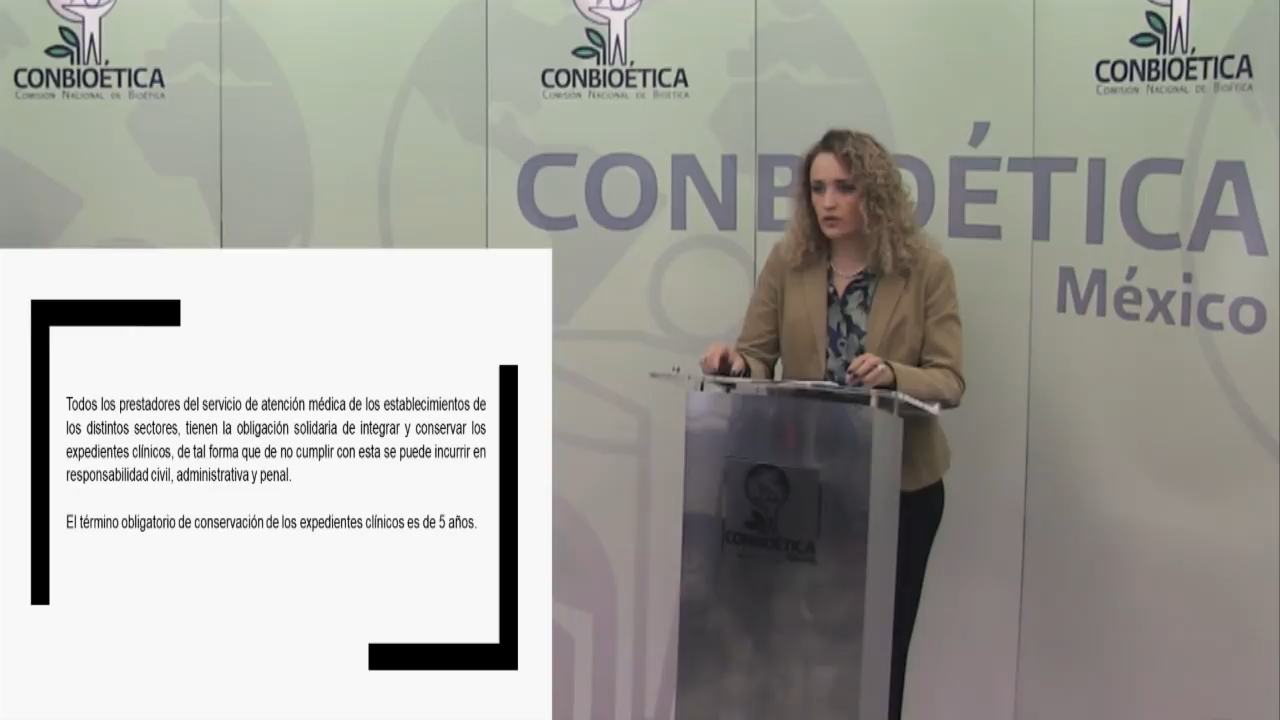 CONBIOÉTICA
COMISIÓN NACIONAL DE BIOÉTICA
CONBIOÉTICA
COMISIÓN NACIONAL DE BIOÉTICA
CONBIOÉTICA
COMISIÓN NACIONAL DE BIOÉTICA
CONB OÉTICA
México
Todos los prestadores del servicio de atención médica de los establecimientos de
los distintos sectores, tienen la obligación solidaria de integrar y conservar los
expedientes clínicos, de tal forma que de no cumplir con esta se puede incurrir en
responsabilidad civil, administrativa y penal.
El término obligatorio de conservación de los expedientes clínicos es de 5 años.
CONBIOÉTICA